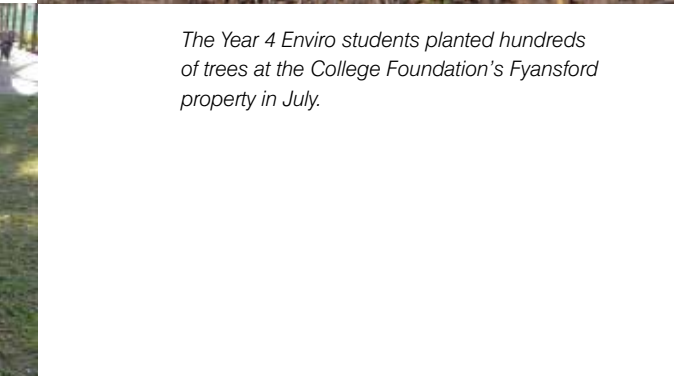 The Year 4 Enviro students planted hundreds
of trees at the College Foundation’s Fyansford
property in July.